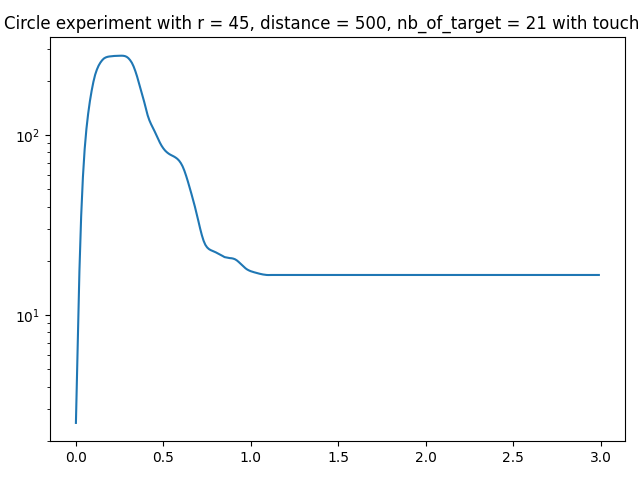 Circle experiment with r = 45, distance = 500, nb_of_target = 21 with touch
10²
10¹
0.0 0.5 1.0 1.5 2.0 2.5 3.0